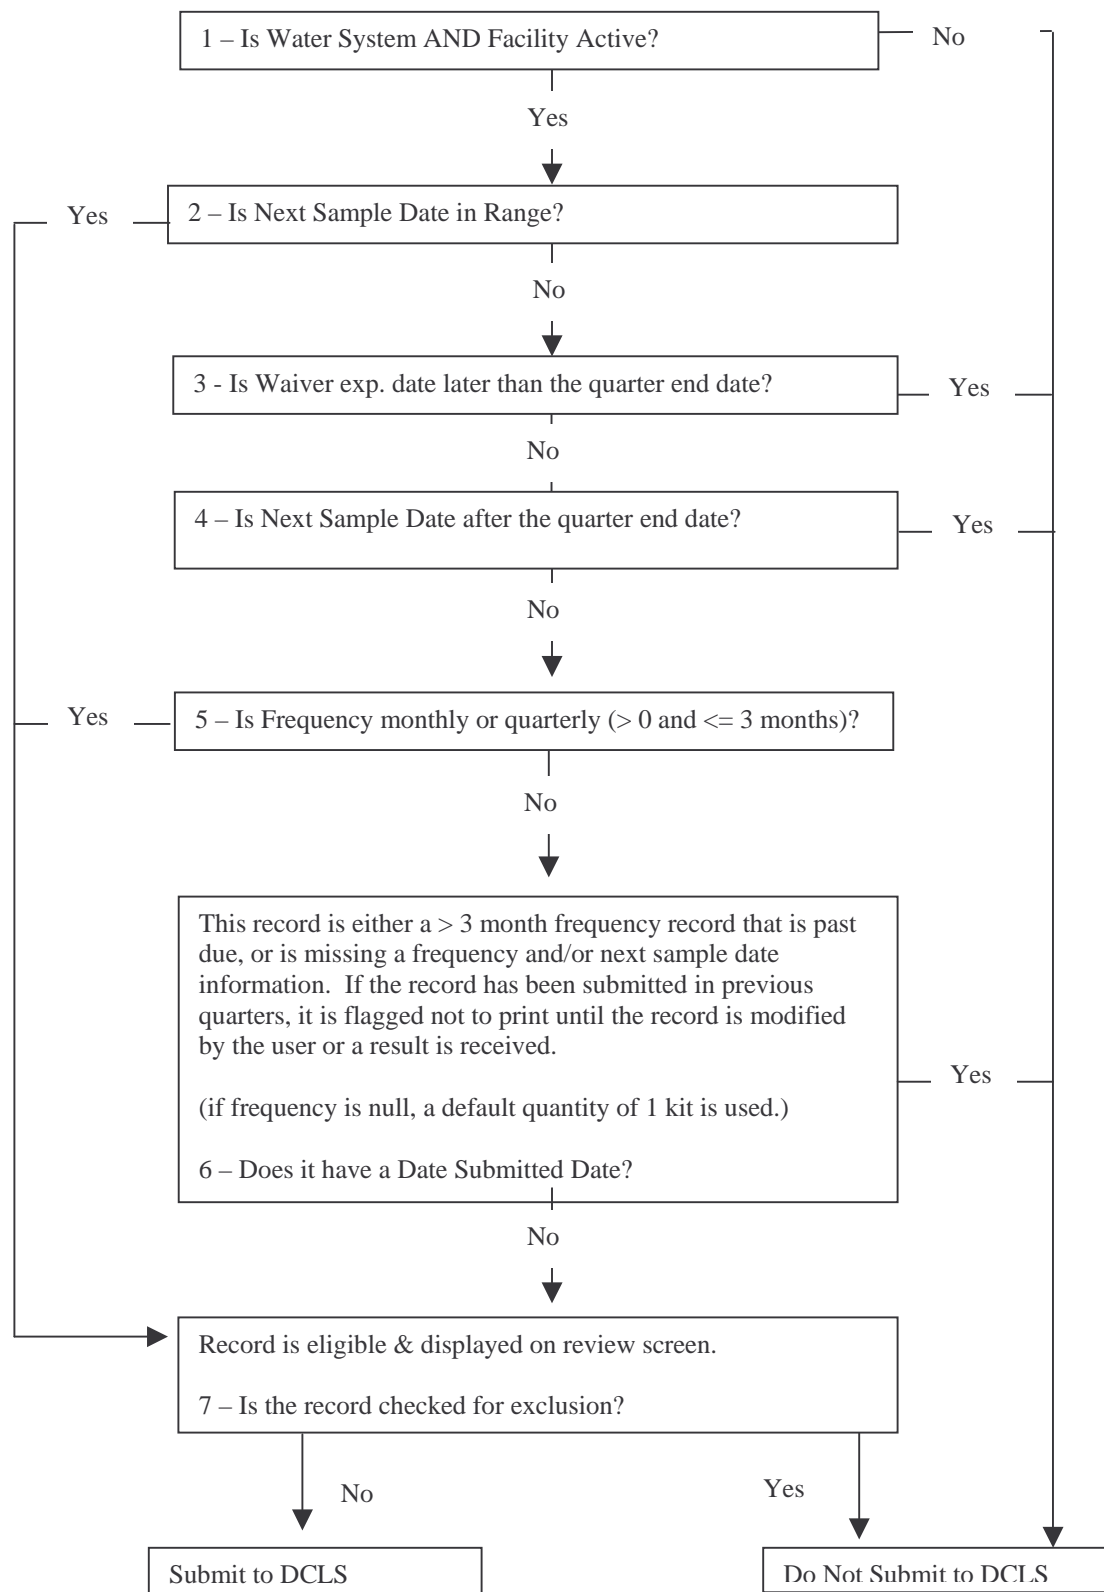 1 – Is Water System AND Facility Active?
No
Yes
Yes
2 – Is Next Sample Date in Range?
No
3 - Is Waiver exp. date later than the quarter end date?
Yes
No
4 – Is Next Sample Date after the quarter end date?
Yes
No
Yes
5 – Is Frequency monthly or quarterly (> 0 and <= 3 months)?
No
This record is either a > 3 month frequency record that is past
due, or is missing a frequency and/or next sample date
information.  If the record has been submitted in previous
quarters, it is flagged not to print until the record is modified
by the user or a result is received.
Yes
(if frequency is null, a default quantity of 1 kit is used.)
6 – Does it have a Date Submitted Date?
No
Record is eligible & displayed on review screen.
7 – Is the record checked for exclusion?
No
Yes
Submit to DCLS
Do Not Submit to DCLS